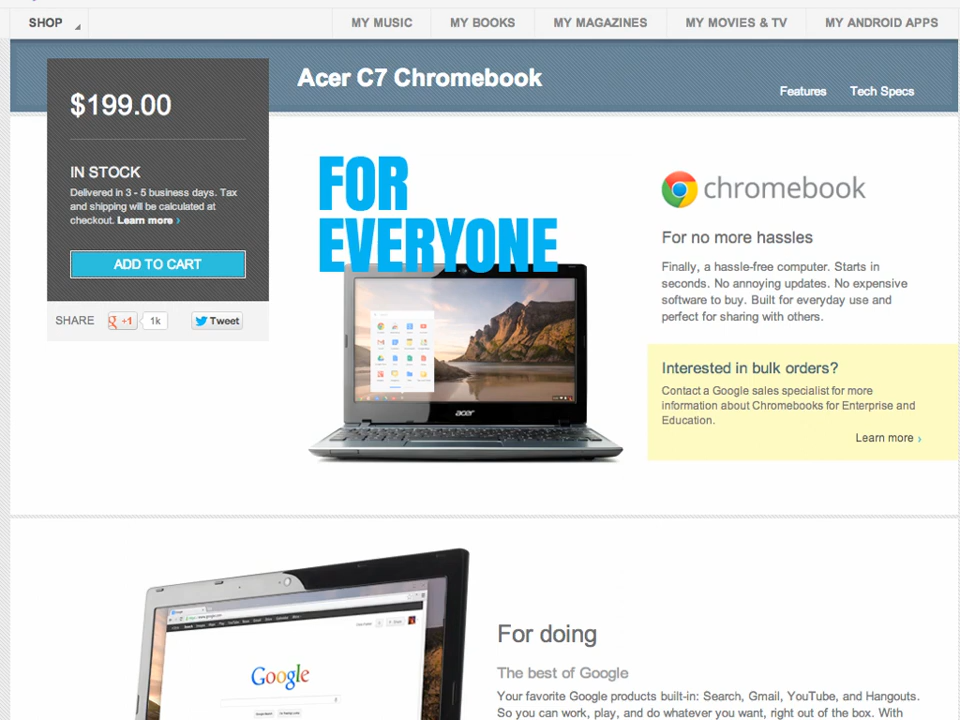 SHOP
MY MUSIC
MY BOOKS
MY MAGAZINES
MY MOVIES & TV
MY ANDROID APPS
Acer C7 Chromebook
Features
Tech Specs
$199.00
IN STOCK
Delivered in 3 - 5 business days. Tax
and shipping will be calculated at
checkout. Learn more ›
ADD TO CART
SHARE
g +1
1k
Tweet
FOR
EVERYONE
acer
chromebook
For no more hassles
Finally, a hassle-free computer. Starts in
seconds. No annoying updates. No expensive
software to buy. Built for everyday use and
perfect for sharing with others.
Interested in bulk orders?
Contact a Google sales specialist for more
information about Chromebooks for Enterprise and
Education.
Learn more ›
Google
For doing
The best of Google
Your favorite Google products built-in: Search, Gmail, YouTube, and Hangouts.
So you can work, play, and do whatever you want, right out of the box. With